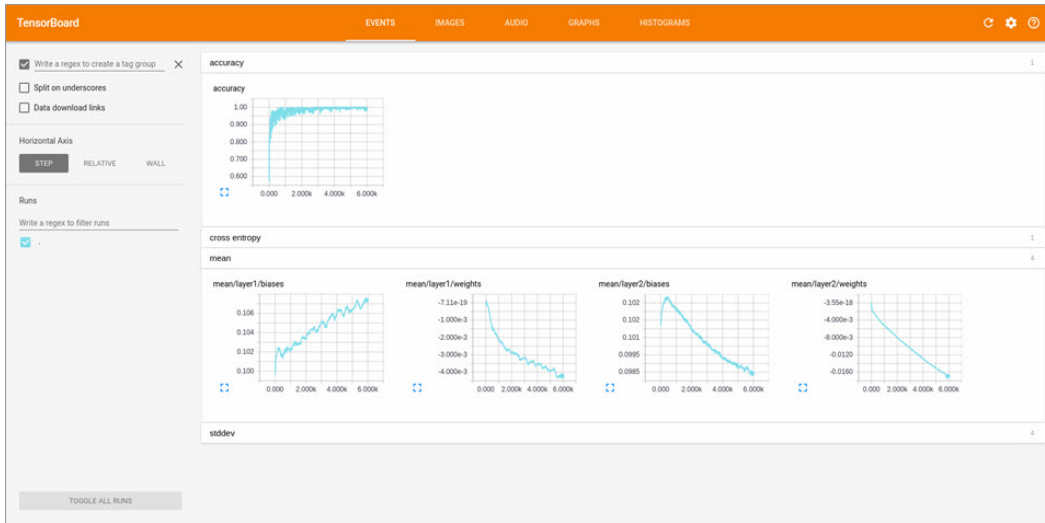 TensorBoard
EVENTS IMAGES AUDIO GRAPHS HISTOGRAMS
Write a regex to create a tag group
Split on underscores
Data download links
Horizontal Axis
STEP RELATIVE WALL
Runs
Write a regex to filter runs
.
TOGGLE ALL RUNS
accuracy 1
accuracy
1.00
0.900
0.800
0.700
0.600
0.000 2.000k 4.000k 6.000k
cross entropy 1
mean 4
mean/layer1/biases
0.106
0.104
0.102
0.100
0.000 2.000k 4.000k 6.000k
mean/layer1/weights
-7.11e-19
-1.000e-3
-2.000e-3
-3.000e-3
-4.000e-3
0.000 2.000k 4.000k 6.000k
mean/layer2/biases
0.102
0.102
0.101
0.0995
0.0985
0.000 2.000k 4.000k 6.000k
mean/layer2/weights
-3.55e-18
-4.000e-3
-8.000e-3
-0.0120
-0.0160
0.000 2.000k 4.000k 6.000k
stddev 4